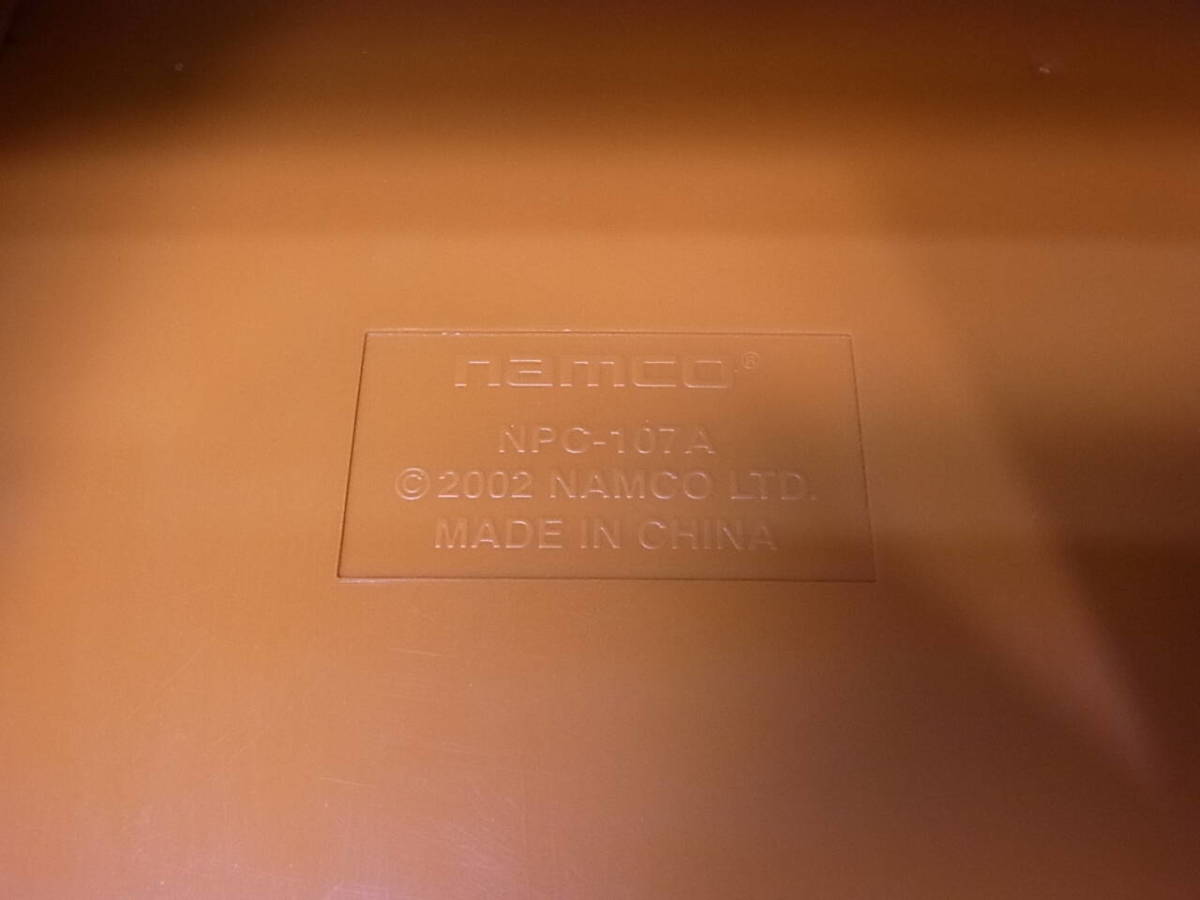 namco®
NPC-107A
©2002 NAMCO LTD.
MADE IN CHINA